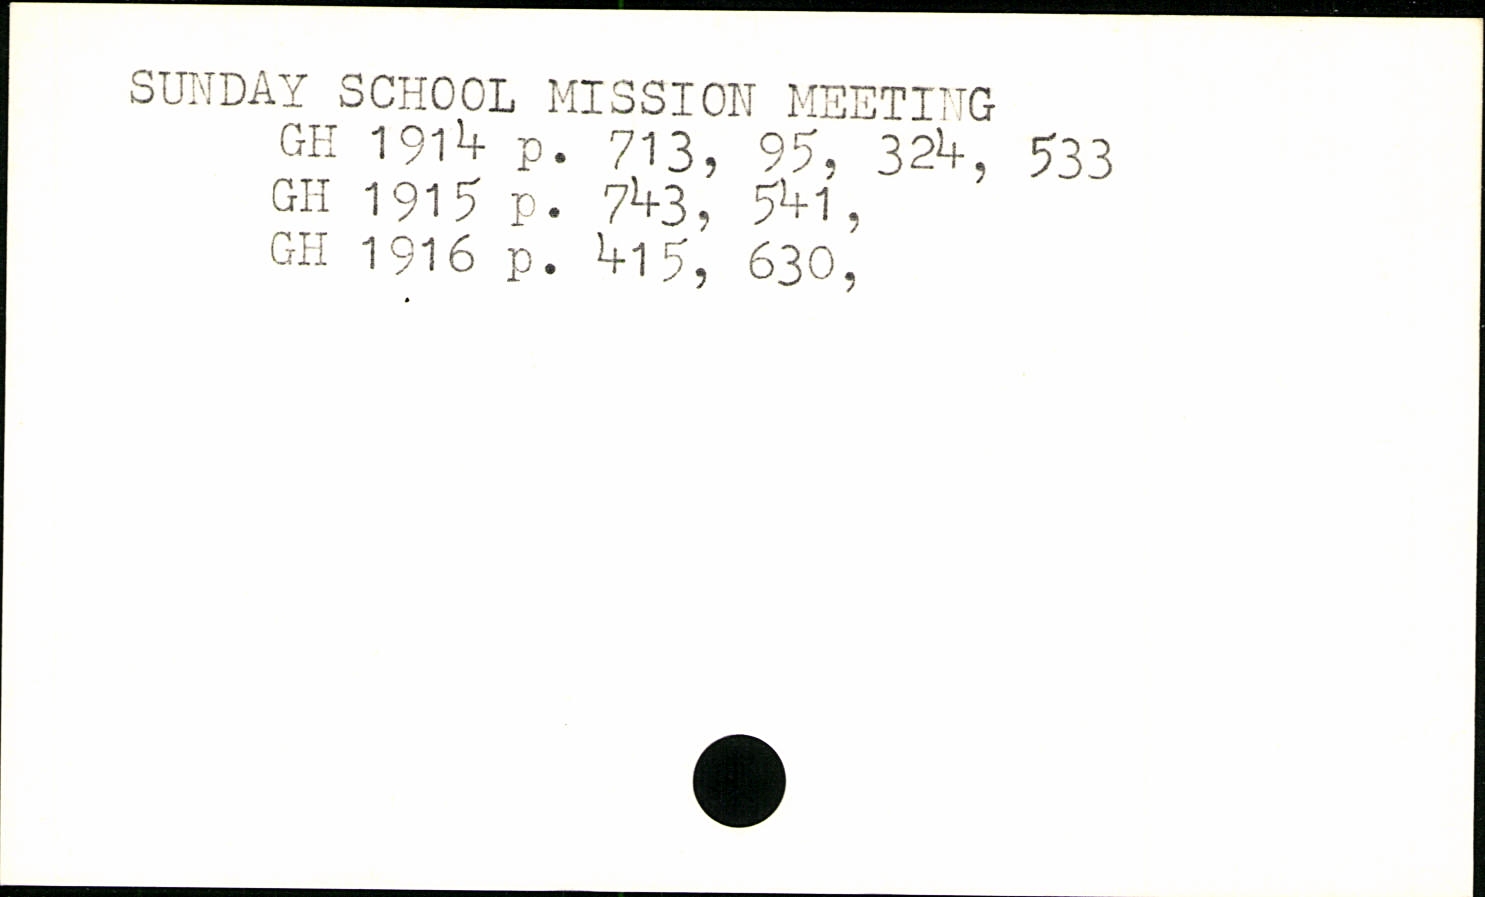 SUNDAY SCHOOL MISSION MEETING
GH 1914 p. 713, 95, 324, 533
GH 1915 p. 743, 541,
GH 1916 p. 415, 630,